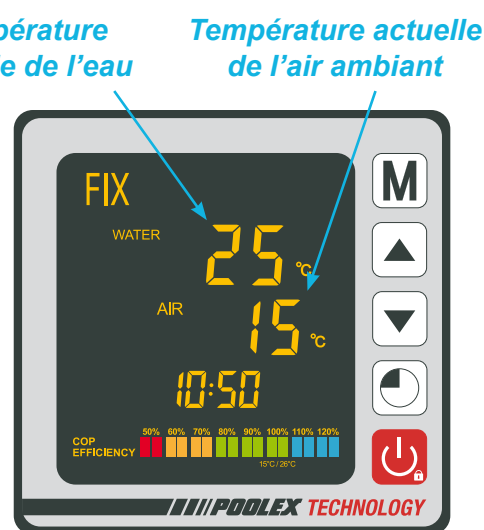 pérature
e de l'eau
Température actuelle
de l'air ambiant
FIX
M
WATER
25 °C
AIR
15 °C
10:50
50% 60% 70% 80% 90% 100% 110% 120%
COP
EFFICIENCY
15°C / 26°C
POOLEX TECHNOLOGY